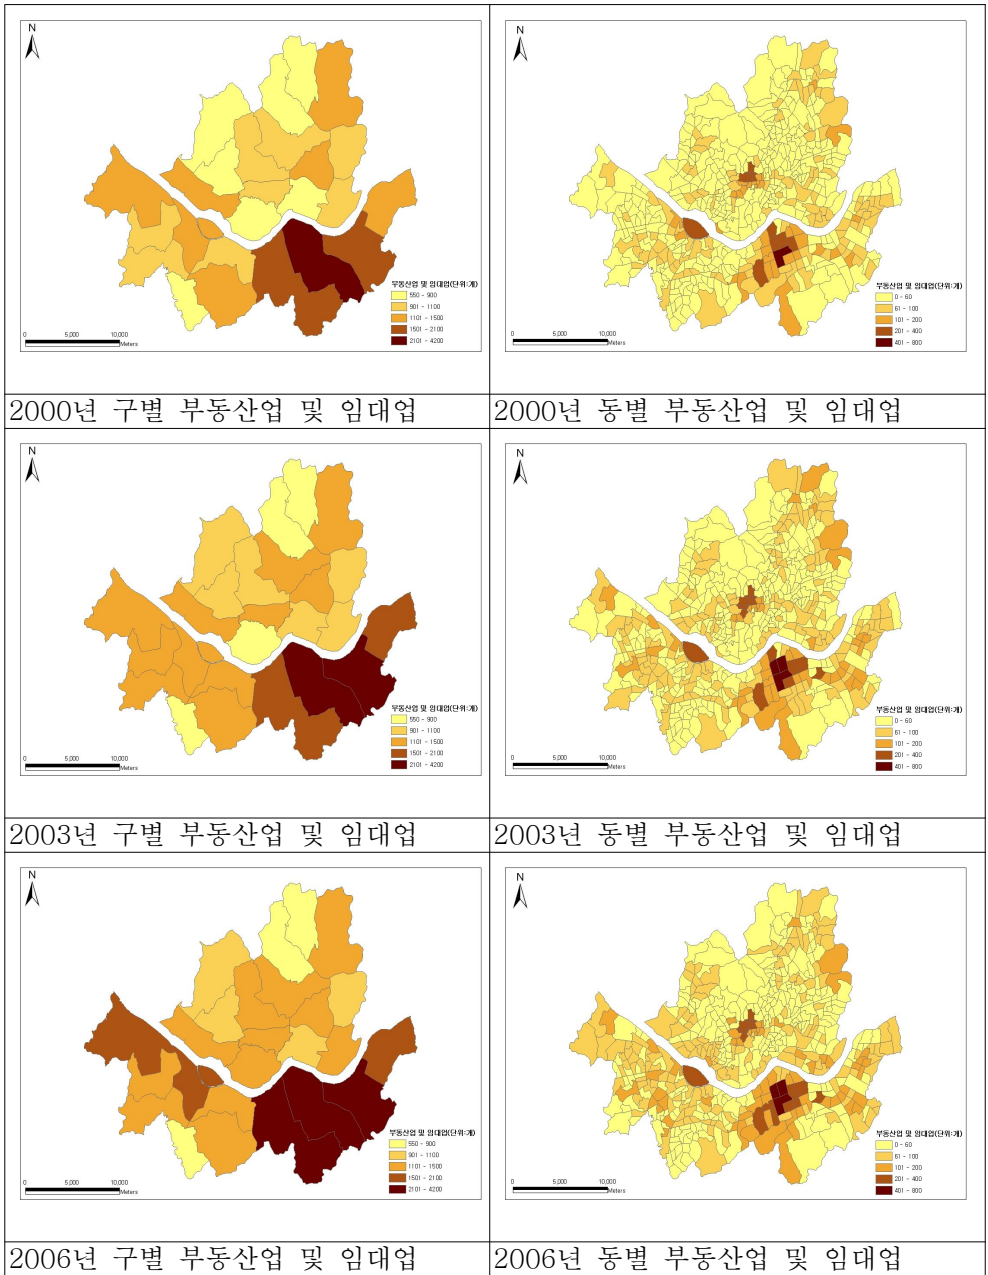 N
부동산업 및 임대업(단위:개)
550 - 900
901 - 1100
1101 - 1500
1501 - 2100
2101 - 4200
0 5,000 10,000
Meters
2000년 구별 부동산업 및 임대업
N
부동산업 및 임대업(단위:개)
0 - 60
61 - 100
101 - 200
201 - 400
401 - 800
0 5,000 10,000
Meters
2000년 동별 부동산업 및 임대업
N
부동산업 및 임대업(단위:개)
550 - 900
901 - 1100
1101 - 1500
1501 - 2100
2101 - 4200
0 5,000 10,000
Meters
2003년 구별 부동산업 및 임대업
N
부동산업 및 임대업(단위:개)
0 - 60
61 - 100
101 - 200
201 - 400
401 - 800
0 5,000 10,000
Meters
2003년 동별 부동산업 및 임대업
N
부동산업 및 임대업(단위:개)
550 - 900
901 - 1100
1101 - 1500
1501 - 2100
2101 - 4200
0 5,000 10,000
Meters
2006년 구별 부동산업 및 임대업
N
부동산업 및 임대업(단위:개)
0 - 60
61 - 100
101 - 200
201 - 400
401 - 800
0 5,000 10,000
Meters
2006년 동별 부동산업 및 임대업